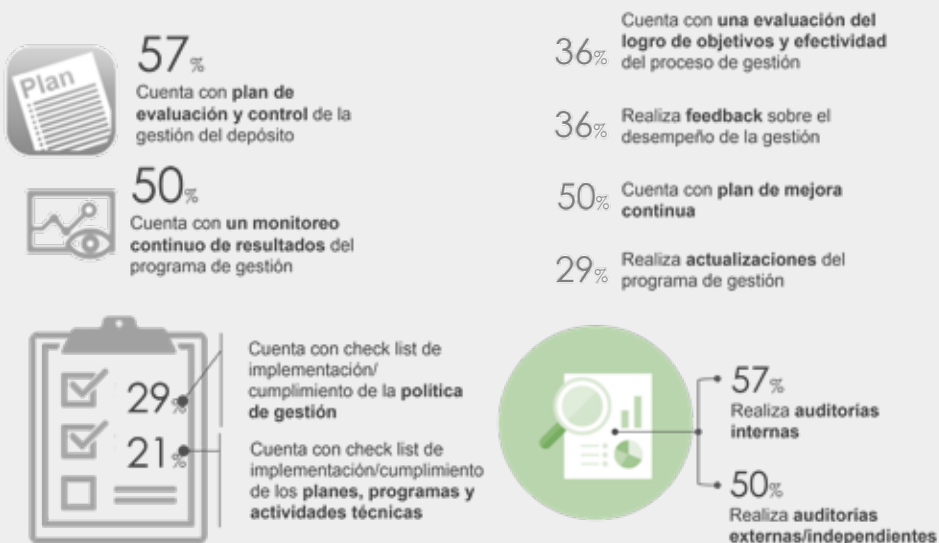 Plan
57%
Cuenta con plan de
evaluación y control de la
gestión del depósito
50%
Cuenta con un monitoreo
continuo de resultados del
programa de gestión
36%
Cuenta con una evaluación del
logro de objetivos y efectividad
del proceso de gestión
36%
Realiza feedback sobre el
desempeño de la gestión
50%
Cuenta con plan de mejora
continua
29%
Realiza actualizaciones del
programa de gestión
29%
Cuenta con check list de
implementación/
cumplimiento de la política
de gestión
21%
Cuenta con check list de
implementación/cumplimiento
de los planes, programas y
actividades técnicas
57%
Realiza auditorías
internas
50%
Realiza auditorías
externas/independientes